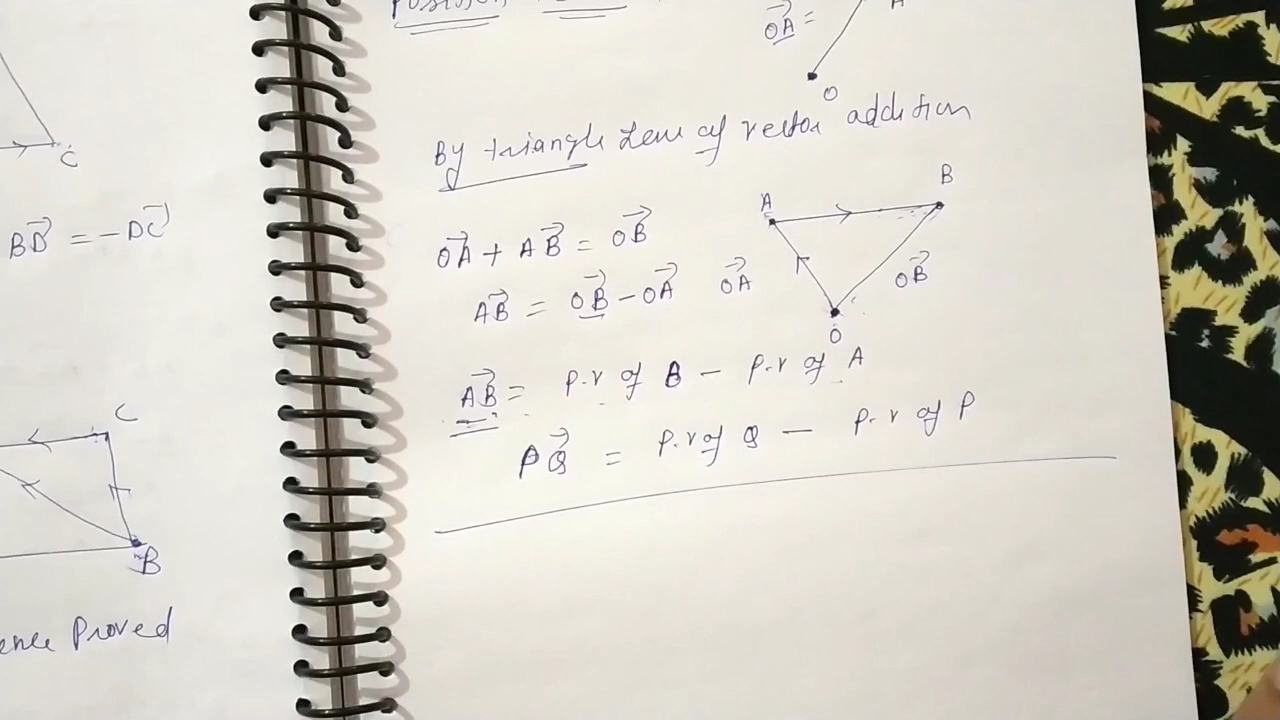 C
BD⃗ = - DC⃗
C
B
Proved
OA⃗ =
A
O
By triangle Law of vector addition
A
B
OA⃗ + AB⃗ = OB⃗
AB⃗ = OB⃗ - OA⃗
OA⃗
OB⃗
O
AB⃗ = P.v of B - P.v of A
PQ⃗ = P.v of Q - P.v of P